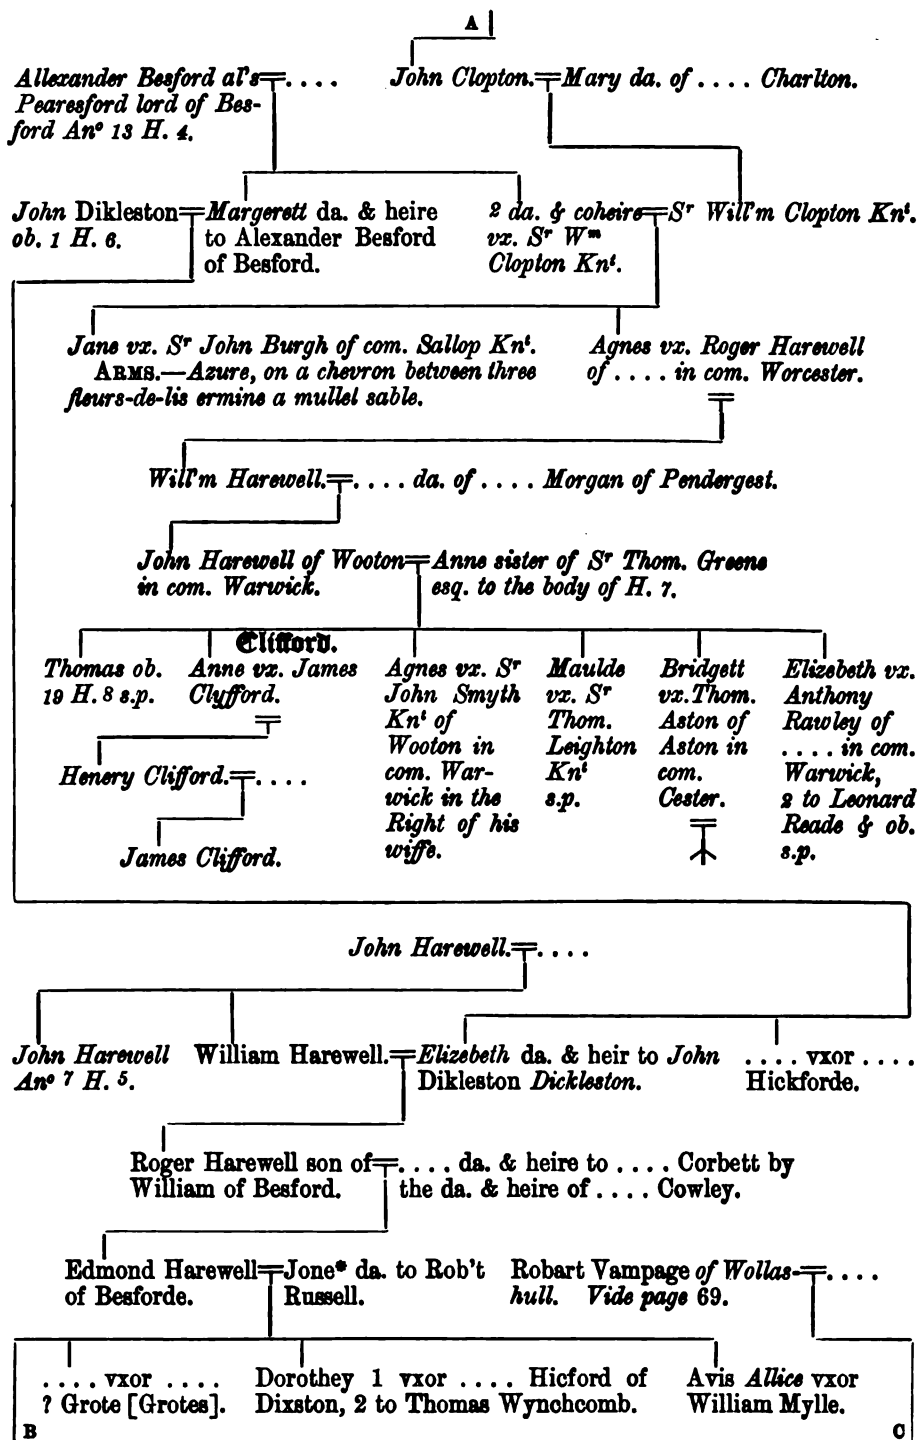 A
Allexander Besford al's
Pearesford lord of Bes-
ford Ano 13 H. 4.
. . . .
John Clopton.
Mary da. of . . . . Charlton.
John Dikleston
ob. 1 H. 6.
Margerett da. & heire
to Alexander Besford
of Besford.
2 da. & coheire
vx. Sr Wm
Clopton Knt.
Sr Will'm Clopton Knt.
Jane vx. Sr John Burgh of com. Sallop Knt.
ARMS.—Azure, on a chevron between three
fleurs-de-lis ermine a mullet sable.
Agnes vx. Roger Harewell
of . . . . in com. Worcester.
Will'm Harewell.
. . . . da. of . . . . Morgan of Pendergest.
John Harewell of Wooton
in com. Warwick.
Anne sister of Sr Thom. Greene
esq. to the body of H. 7.
Clifford.
Thomas ob.
19 H. 8 s.p.
Anne vx. James
Clyfford.
Agnes vx. Sr
John Smyth
Knt of
Wooton in
com. War-
wick in the
Right of his
wiffe.
Maulde
vx. Sr
Thom.
Leighton
Knt
s.p.
Bridgett
vx. Thom.
Aston of
Aston in
com.
Cester.
Elizebeth vx.
Anthony
Rawley of
. . . . in com.
Warwick,
2 to Leonard
Reade & ob.
s.p.
Henery Clifford.
. . . .
James Clifford.
John Harewell.
. . . .
John Harewell
Ano 7 H. 5.
William Harewell.
Elizebeth da. & heir to John
Dikleston Dickleston.
. . . . vxor . . . .
Hickforde.
Roger Harewell son of
William of Besford.
. . . . da. & heire to . . . . Corbett by
the da. & heire of . . . . Cowley.
Edmond Harewell
of Besforde.
Jone* da. to Rob't
Russell.
Robart Vampage of Wollas-
hull. Vide page 69.
. . . .
. . . . vxor . . . .
? Grote [Grotes].
Dorothey 1 vxor . . . . Hicford of
Dixston, 2 to Thomas Wynchcomb.
Avis Allice vxor
William Mylle.
B
C